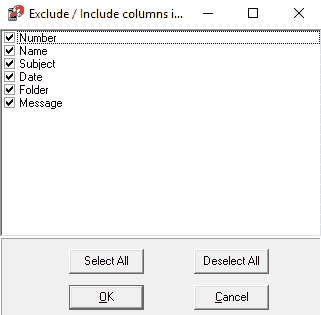 Exclude / Include columns i...
Number
Name
Subject
Date
Folder
Message
Select All
Deselect All
OK
Cancel